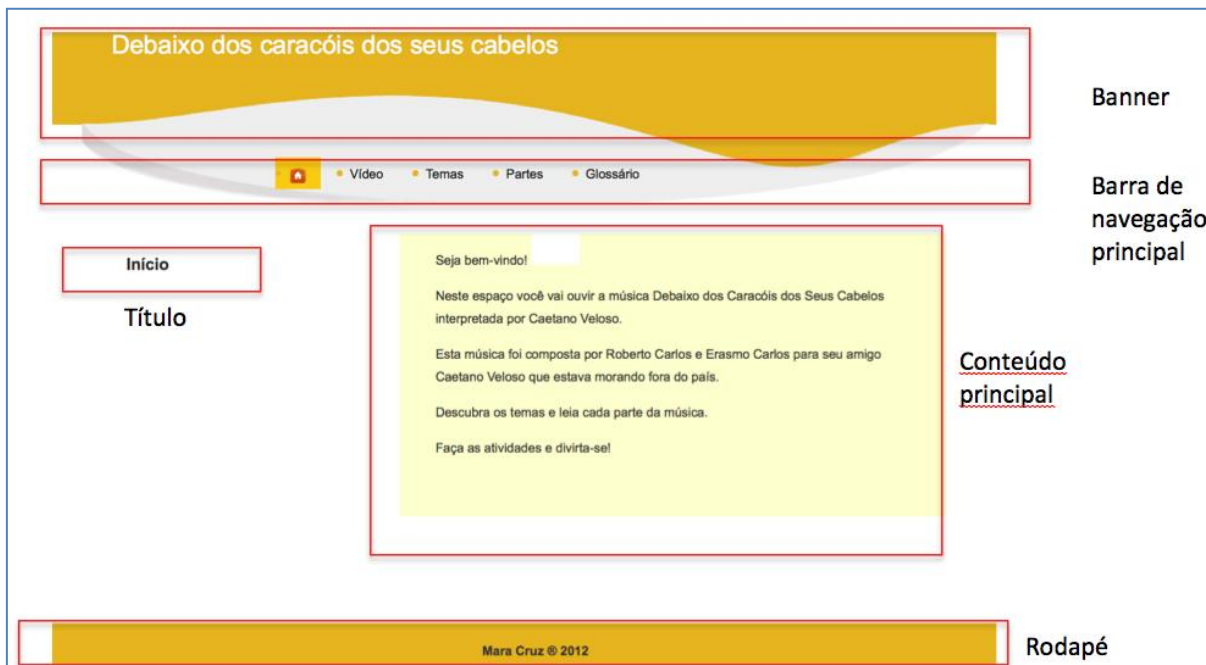 Debaixo dos caracóis dos seus cabelos
Banner
Vídeo Temas Partes Glossário
Barra de
navegação
principal
Início
Título
Seja bem-vindo!
Neste espaço você vai ouvir a música Debaixo dos Caracóis dos Seus Cabelos
interpretada por Caetano Veloso.
Esta música foi composta por Roberto Carlos e Erasmo Carlos para seu amigo
Caetano Veloso que estava morando fora do país.
Descubra os temas e leia cada parte da música.
Faça as atividades e divirta-se!
Conteúdo
principal
Mara Cruz ® 2012
Rodapé